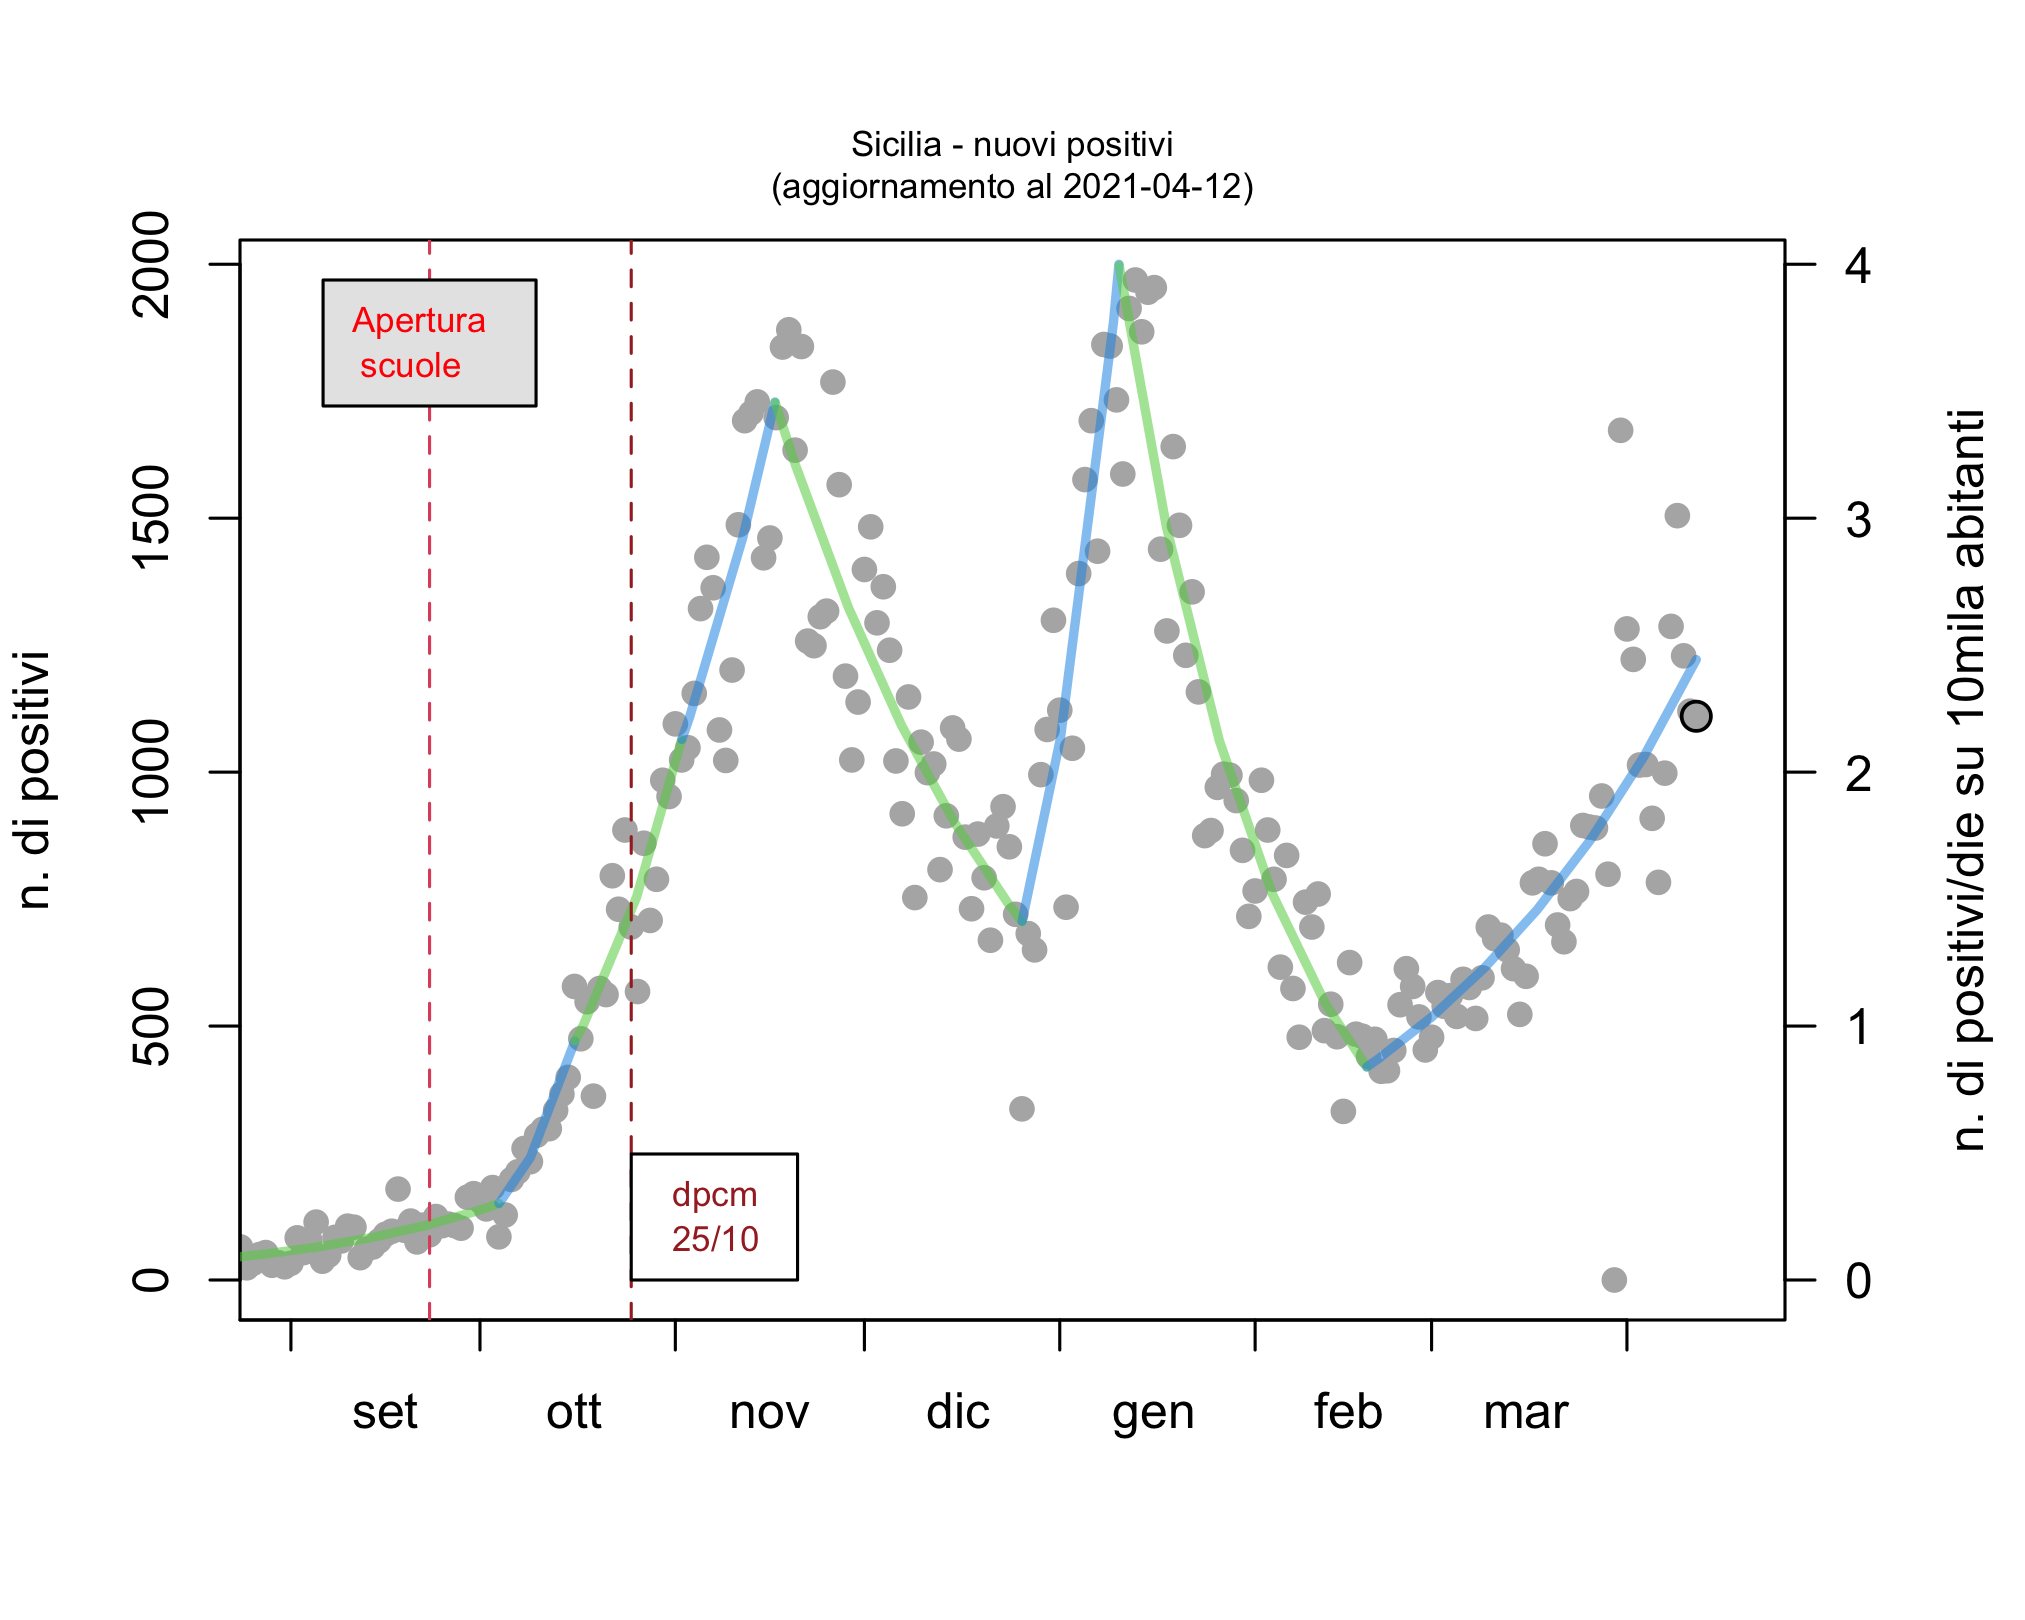 Sicilia - nuovi positivi
(aggiornamento al 2021-04-12)
n. di positivi
2000
1500
1000
500
0
Apertura
scuole
dpcm
25/10
4
3
2
1
0
n. di positivi/die su 10mila abitanti
set ott nov dic gen feb mar